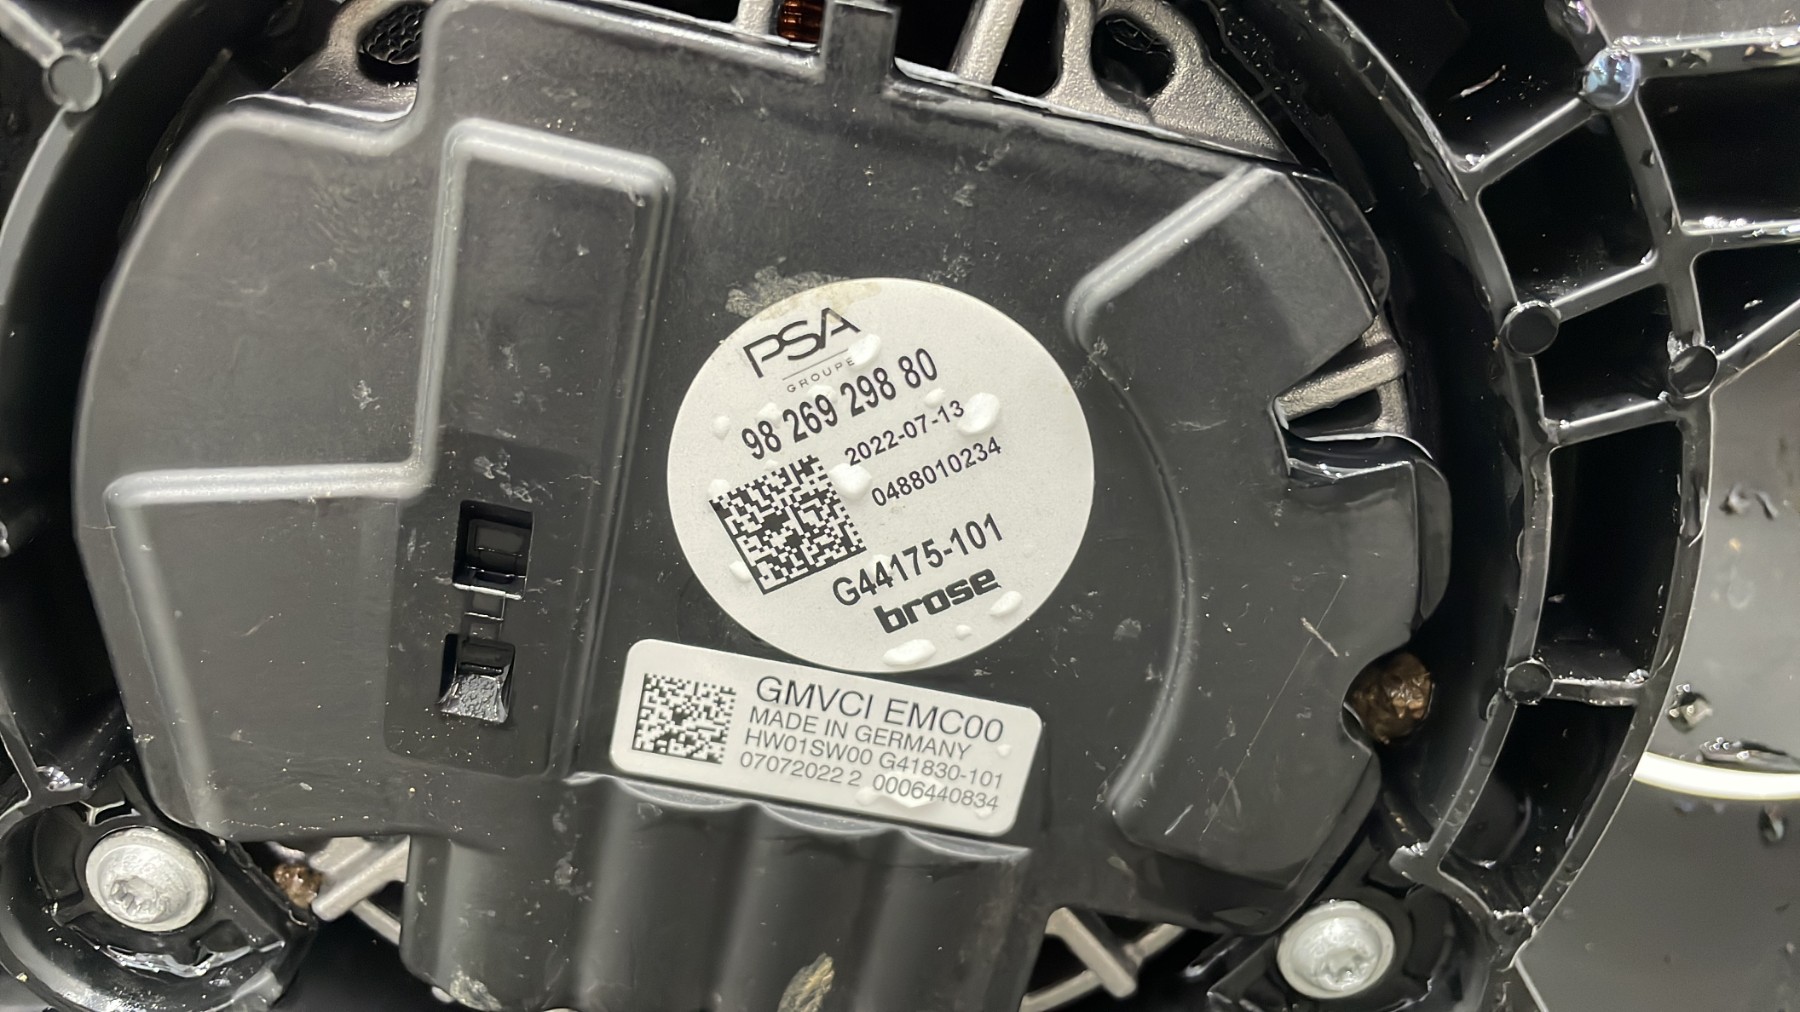 PSA
GROUPE
98 269 298 80
2022-07-13
0488010234
G44175-101
brose
GMVCI EMC00
MADE IN GERMANY
HW01SW00 G41830-101
07072022 2 0006440834